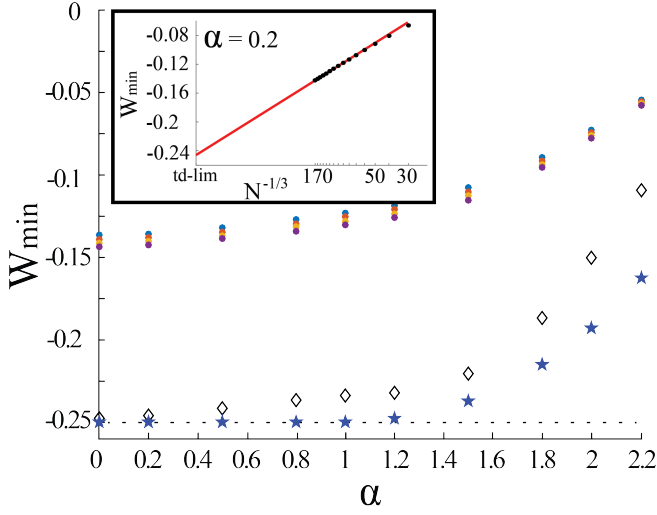 0
-0.05
-0.1
-0.15
-0.2
-0.25
W_min
0 0.2 0.4 0.6 0.8 1 1.2 1.4 1.6 1.8 2 2.2
α
α = 0.2
-0.08
-0.12
-0.16
-0.2
-0.24
W_min
td-lim 170 50 30
N^{-1/3}